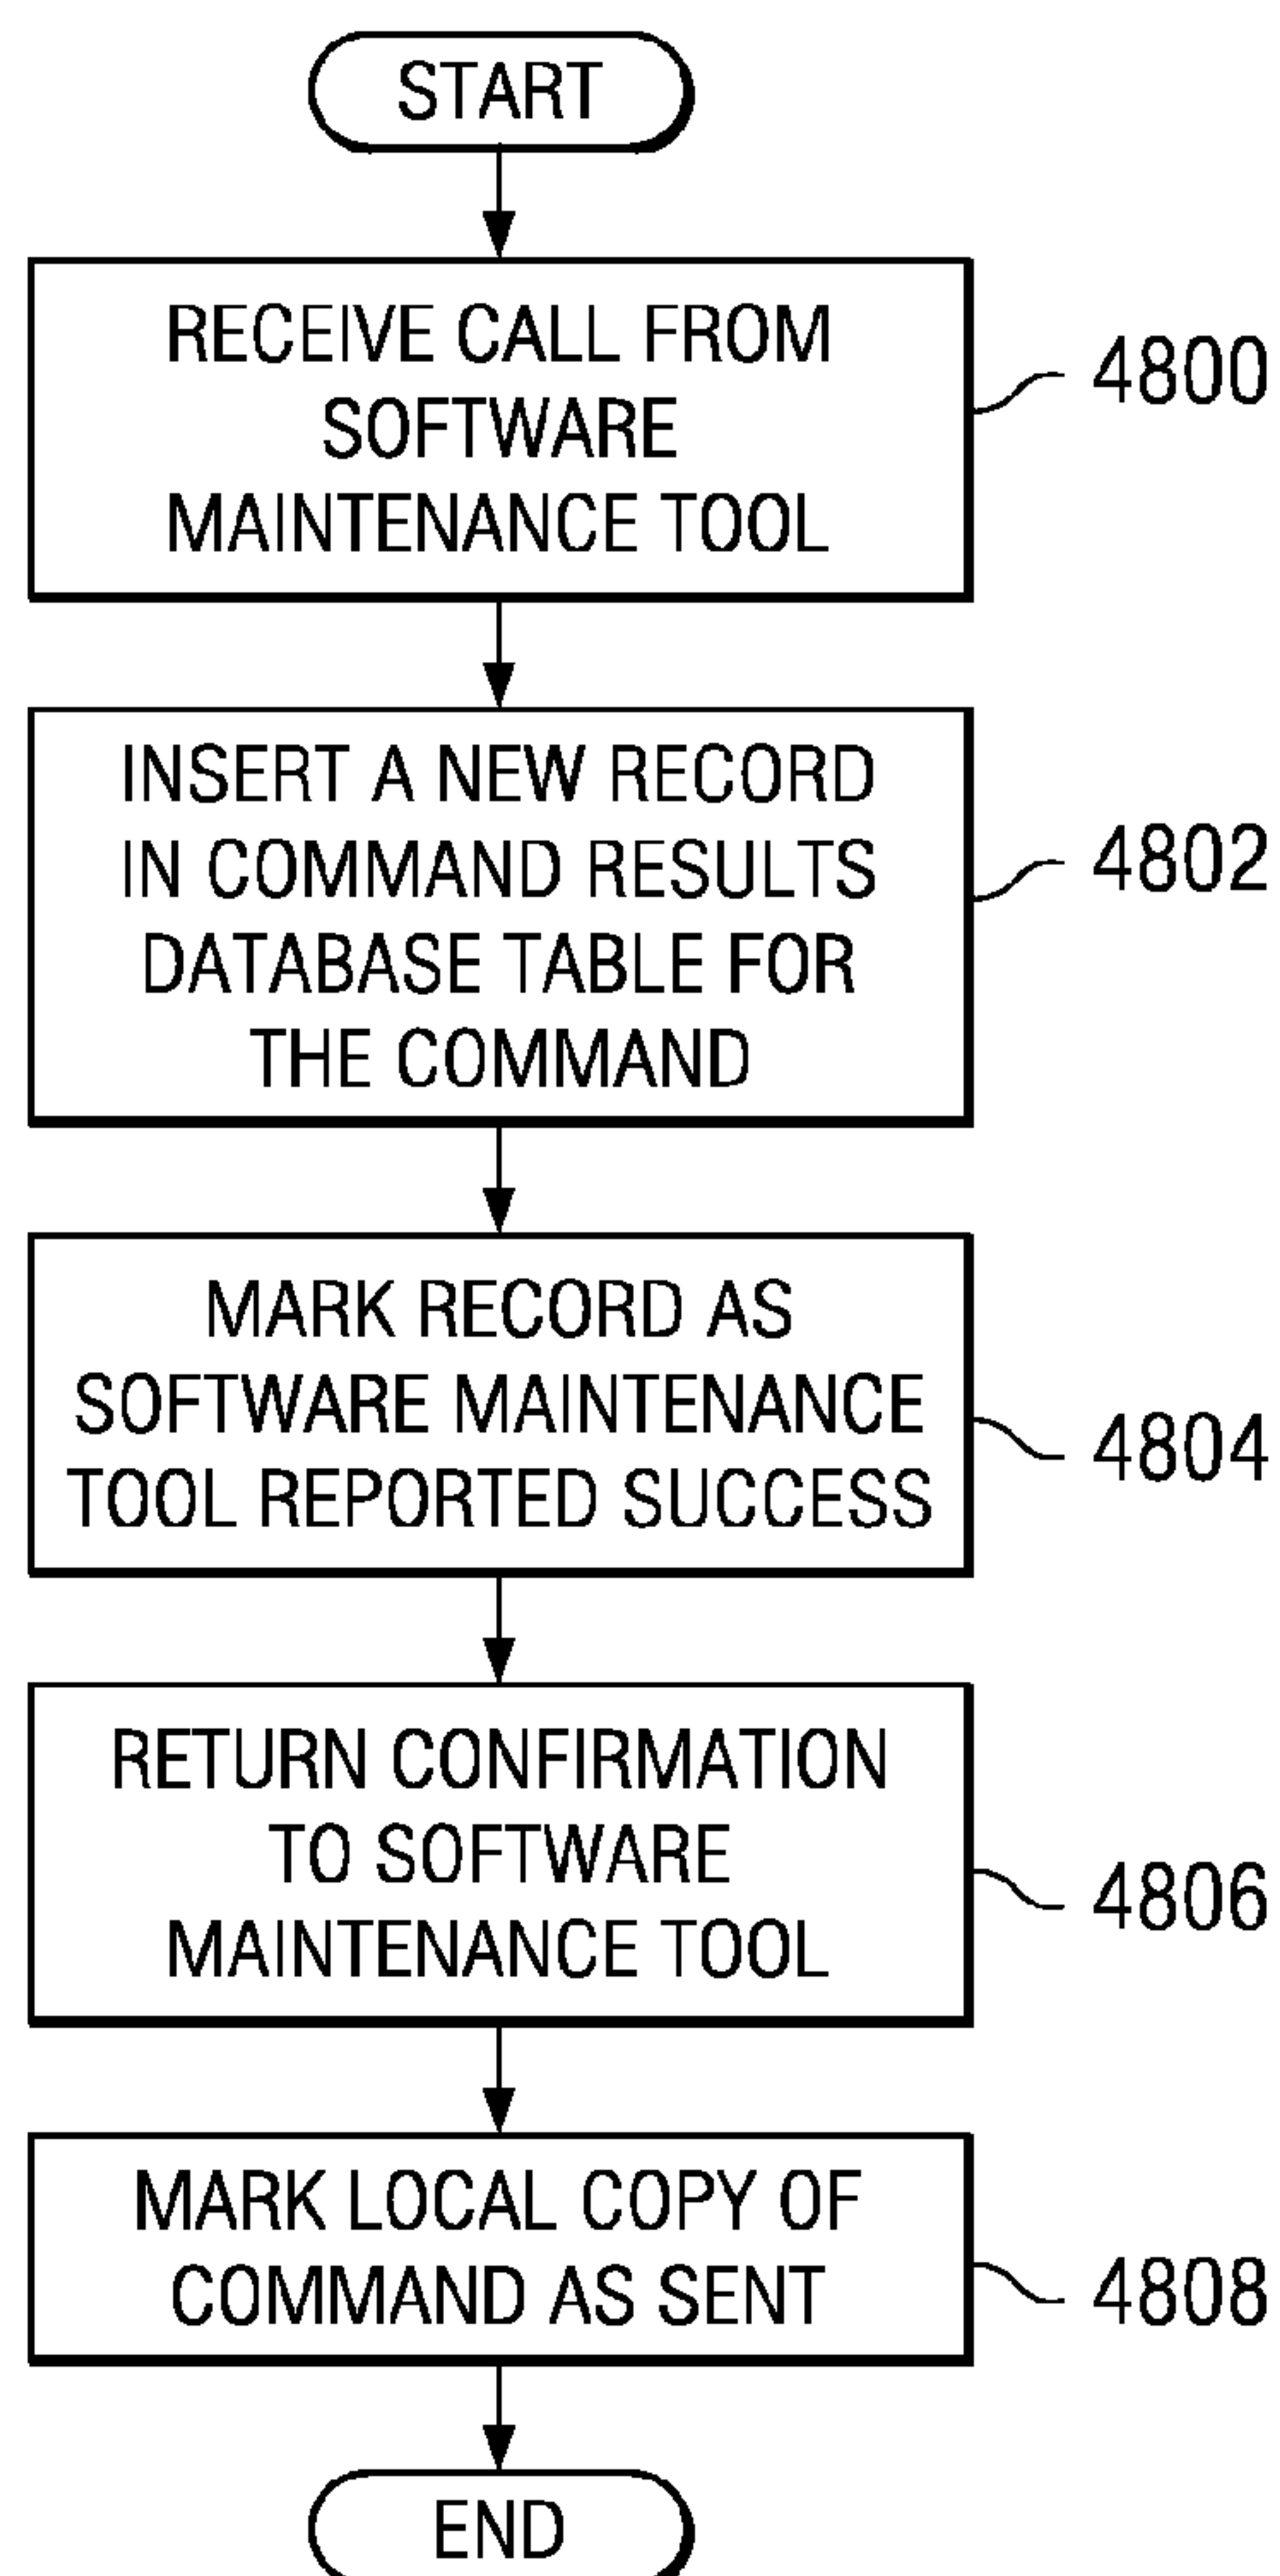 START
RECEIVE CALL FROM
SOFTWARE
MAINTENANCE TOOL
4800
INSERT A NEW RECORD
IN COMMAND RESULTS
DATABASE TABLE FOR
THE COMMAND
4802
MARK RECORD AS
SOFTWARE MAINTENANCE
TOOL REPORTED SUCCESS
4804
RETURN CONFIRMATION
TO SOFTWARE
MAINTENANCE TOOL
4806
MARK LOCAL COPY OF
COMMAND AS SENT
4808
END